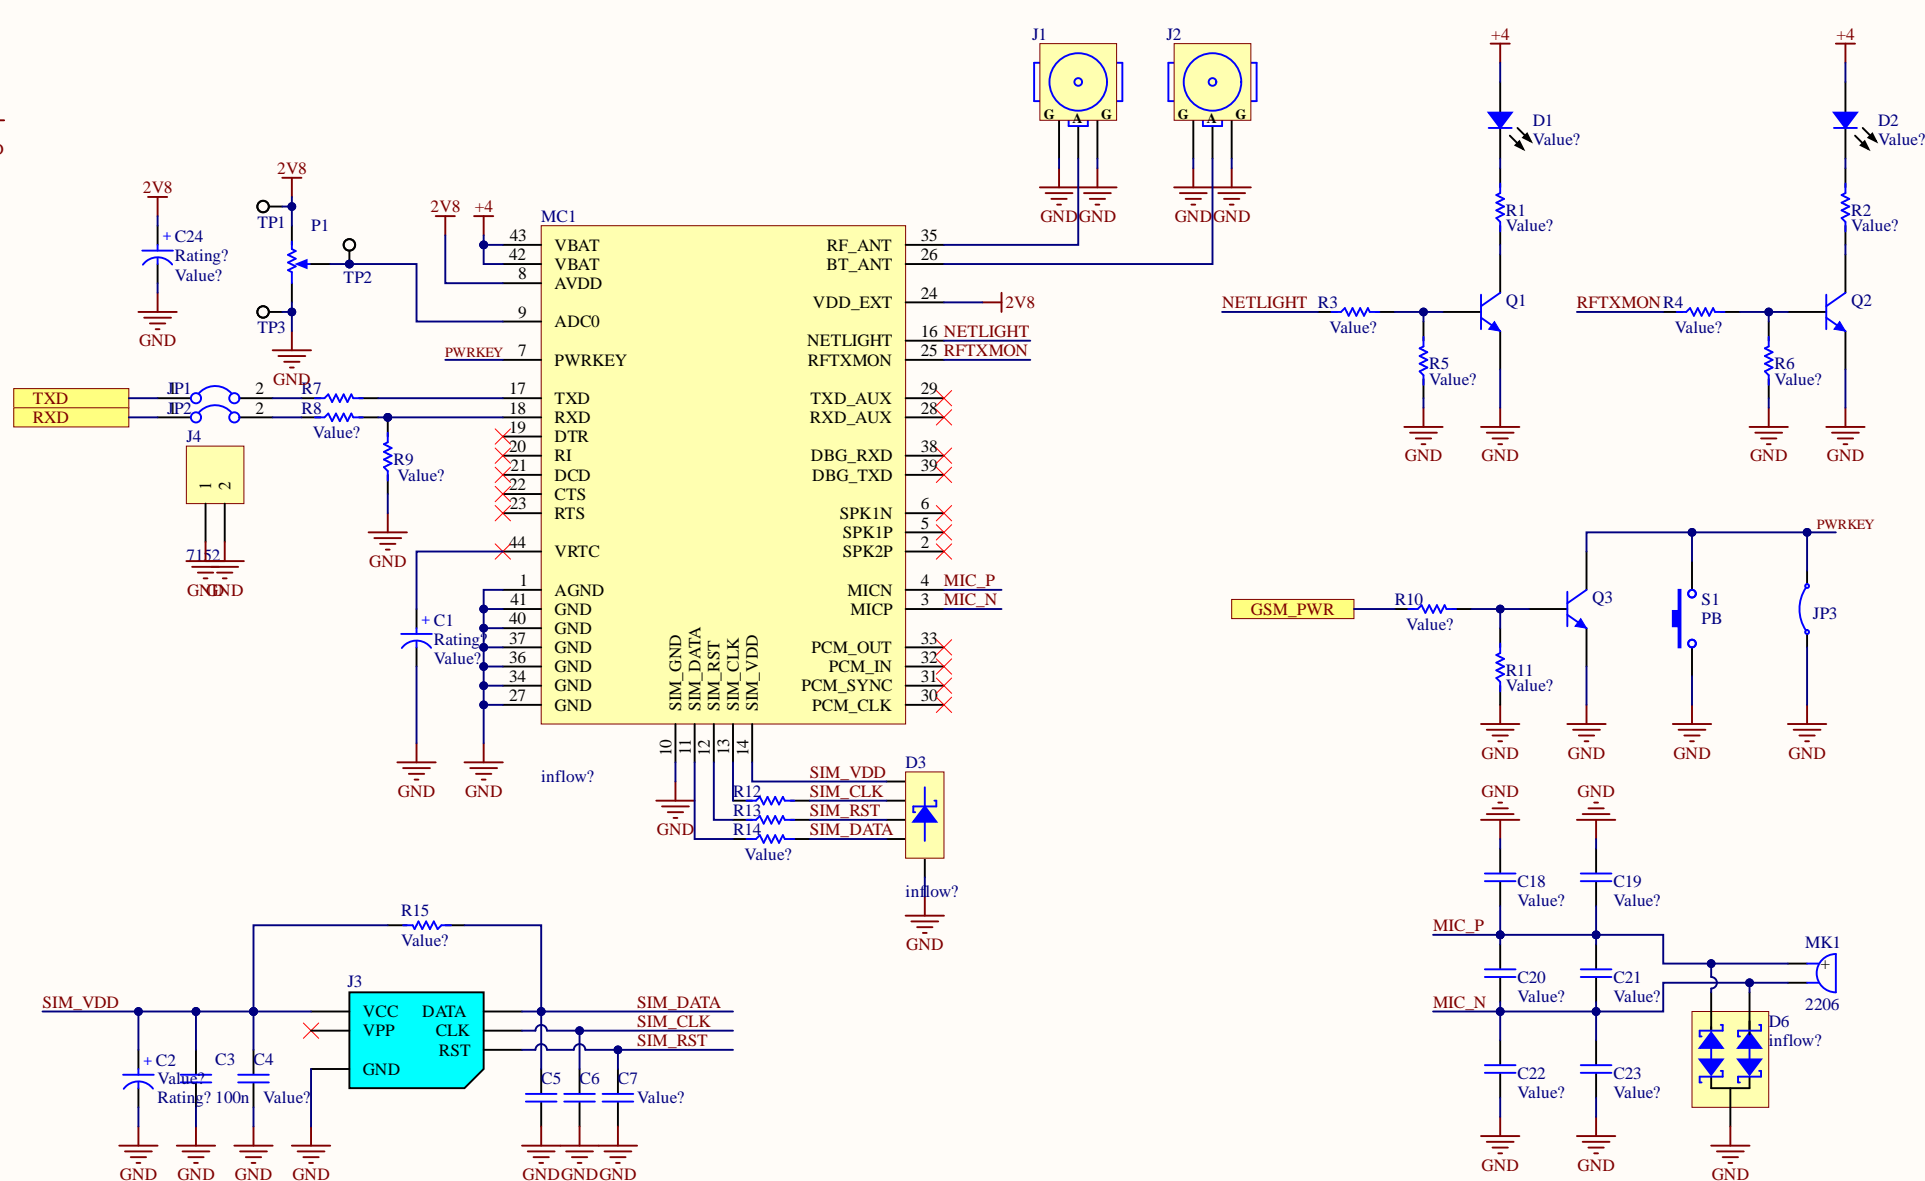 J1
J2
+4
+4
G A G
G A G
D1
Value?
D2
Value?
2V8
2V8
TP1
P1
TP2
TP3
GND
+ C24
Rating?
Value?
GND
2V8
+4
MC1
GND GND
GND GND
R1
Value?
R2
Value?
43 VBAT
42 VBAT
8 AVDD
9 ADC0
PWRKEY 7 PWRKEY
17 TXD
18 RXD
19 DTR
20 RI
21 DCD
22 CTS
23 RTS
44 VRTC
1 AGND
41 GND
40 GND
37 GND
36 GND
34 GND
27 GND
RF_ANT 35
BT_ANT 26
VDD_EXT 24 2V8
NETLIGHT 16 NETLIGHT
RFTXMON 25 RFTXMON
TXD_AUX 29
RXD_AUX 28
DBG_RXD 38
DBG_TXD 39
SPK1N 6
SPK1P 5
SPK2P 2
MICN 4 MIC_P
MICP 3 MIC_N
PCM_OUT 33
PCM_IN 32
PCM_SYNC 31
PCM_CLK 30
SIM_GND
SIM_DATA
SIM_RST
SIM_CLK
SIM_VDD
10
11
12
13
14
inflow?
TXD
RXD
JP1 2 R7
JP2 2 R8
Value?
J4
1
2
7152
GND GND
R9
Value?
GND
+ C1
Rating?
Value?
GND
GND
GND
SIM_VDD
R12 SIM_CLK
R13 SIM_RST
R14 SIM_DATA
Value?
D3
inflow?
GND
NETLIGHT R3
Value?
Q1
R5
Value?
GND
GND
RFTXMON R4
Value?
Q2
R6
Value?
GND
GND
PWRKEY
GSM_PWR
R10
Value?
Q3
S1
PB
JP3
R11
Value?
GND
GND
GND
GND
GND
GND
C18
Value?
C19
Value?
MIC_P
C20
Value?
C21
Value?
MIC_N
MK1
+
2206
D6
inflow?
C22
Value?
C23
Value?
GND
GND
GND
R15
Value?
J3
SIM_VDD
VCC DATA SIM_DATA
VPP CLK SIM_CLK
RST SIM_RST
GND
+ C2
Value?
Rating?
C3
100n
C4
Value?
C5
C6
C7
Value?
GND
GND
GND
GND
GND GND GND